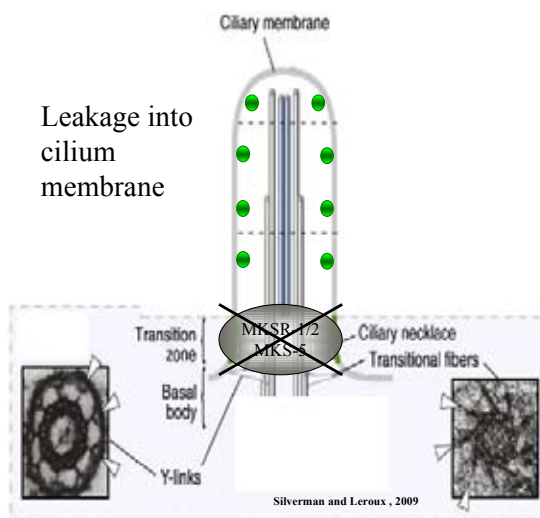 Ciliary membrane
Leakage into
cilium
membrane
MKSR-1/2
MKS-5
Transition
zone
Ciliary necklace
Transitional fibers
Basal
body
Y-links
Silverman and Leroux , 2009